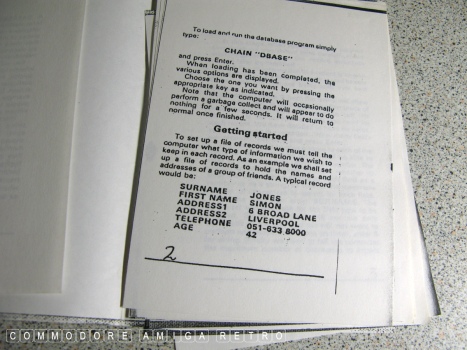 To load and run the database program simply
type:
CHAIN "DBASE"
and press Enter.
When loading has been completed, the
various options are displayed.
Choose the one you want by pressing the
appropriate key as indicated.
Note that the computer will occasionally
perform a garbage collect and will appear to do
nothing for a few seconds. It will return to
normal once finished.
Getting started
To set up a file of records we must tell the
computer what type of information we wish to
keep in each record. As an example we shall set
up a file of records to hold the names and
addresses of a group of friends. A typical record
would be:
SURNAME JONES
FIRST NAME SIMON
ADDRESS1 6 BROAD LANE
ADDRESS2 LIVERPOOL
TELEPHONE 051-633 8000
AGE 42
2
COMMODORE AMIGA RETRO